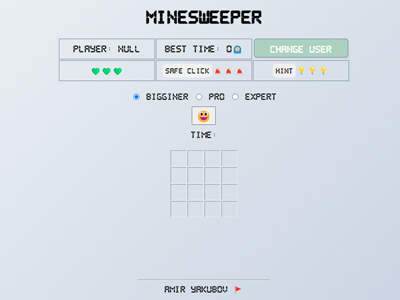 MINESWEEPER
PLAYER: NULL
BEST TIME: 0
CHANGE USER
SAFE CLICK
HINT
BIGGINER PRO EXPERT
TIME:
AMIR YAKUBOV